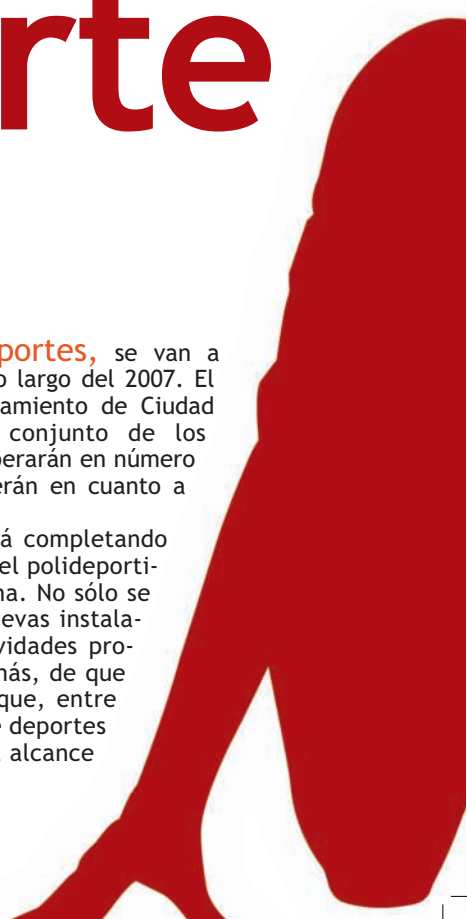 rte
portes, se van a
o largo del 2007. El
amiento de Ciudad
conjunto de los
perarán en número
erán en cuanto a
á completando
el polideporti-
na. No sólo se
evas instala-
vidades pro-
más, de que
que, entre
e deportes
alcance